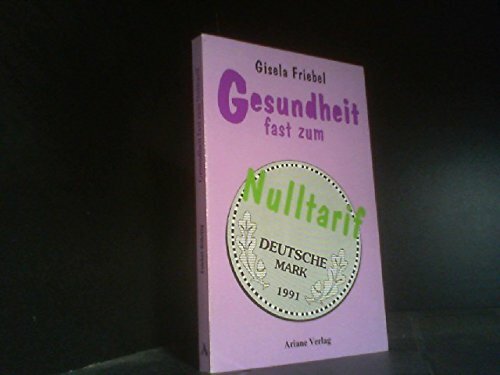 Gisela Friebel
Gesundheit
fast zum
Nulltarif
DEUTSCHE
MARK
1991
Ariane Verlag